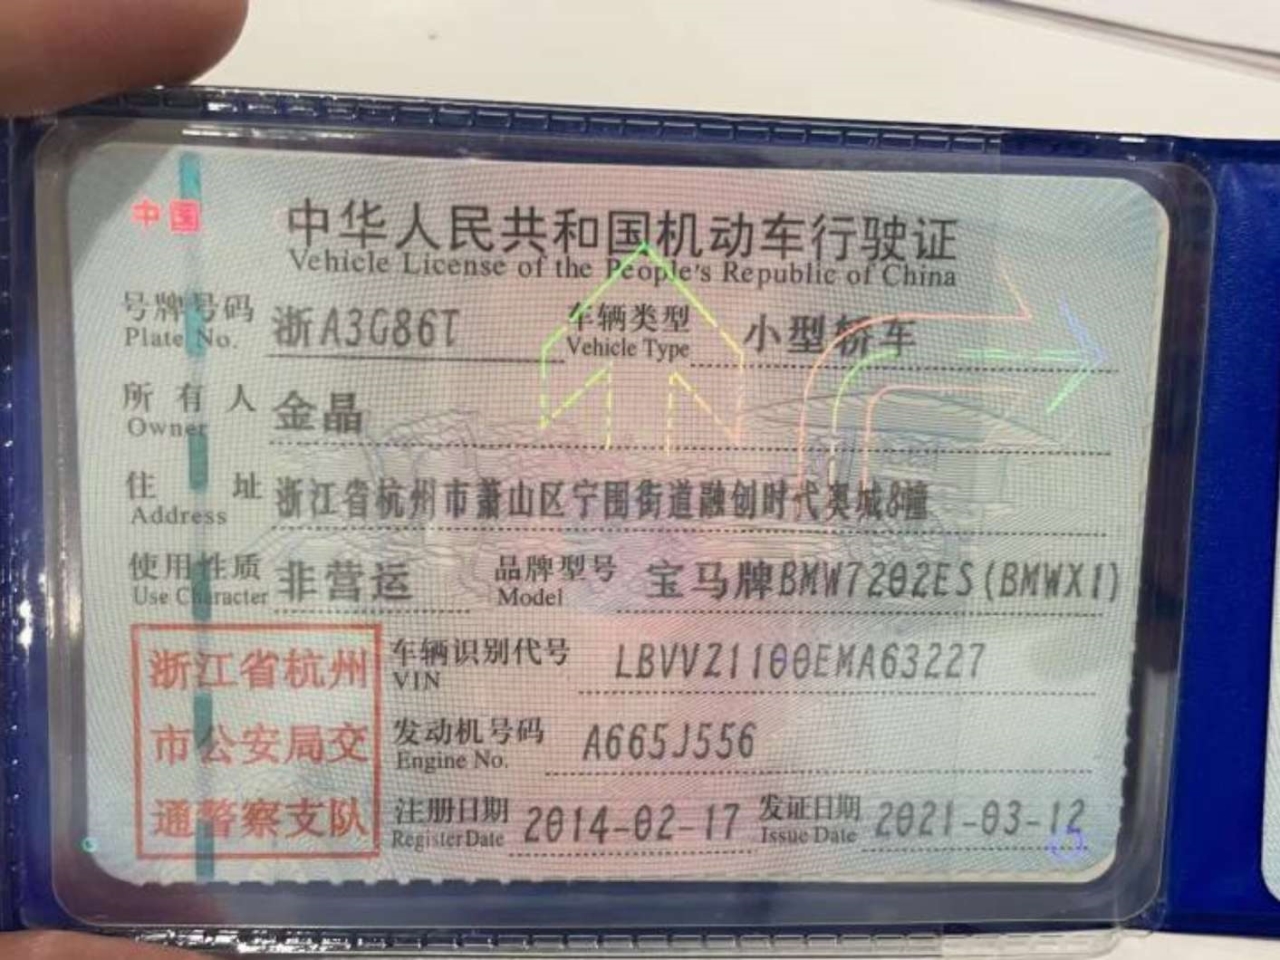 中国
中华人民共和国机动车行驶证
Vehicle License of the People's Republic of China
号牌号码 浙A3G86T 车辆类型 小型轿车
Plate No. Vehicle Type
所有人 金晶
Owner
住址 浙江省杭州市萧山区宁围街道融创时代奥城8幢
Address
使用性质 非营运 品牌型号 宝马牌BMW7202ES(BMWX1)
Use Character Model
浙江省杭州
市公安局交
通警察支队
车辆识别代号 LBVVZ1100EMA63227
VIN
发动机号码 A665J556
Engine No.
注册日期 2014-02-17 发证日期 2021-03-12
Register Date Issue Date